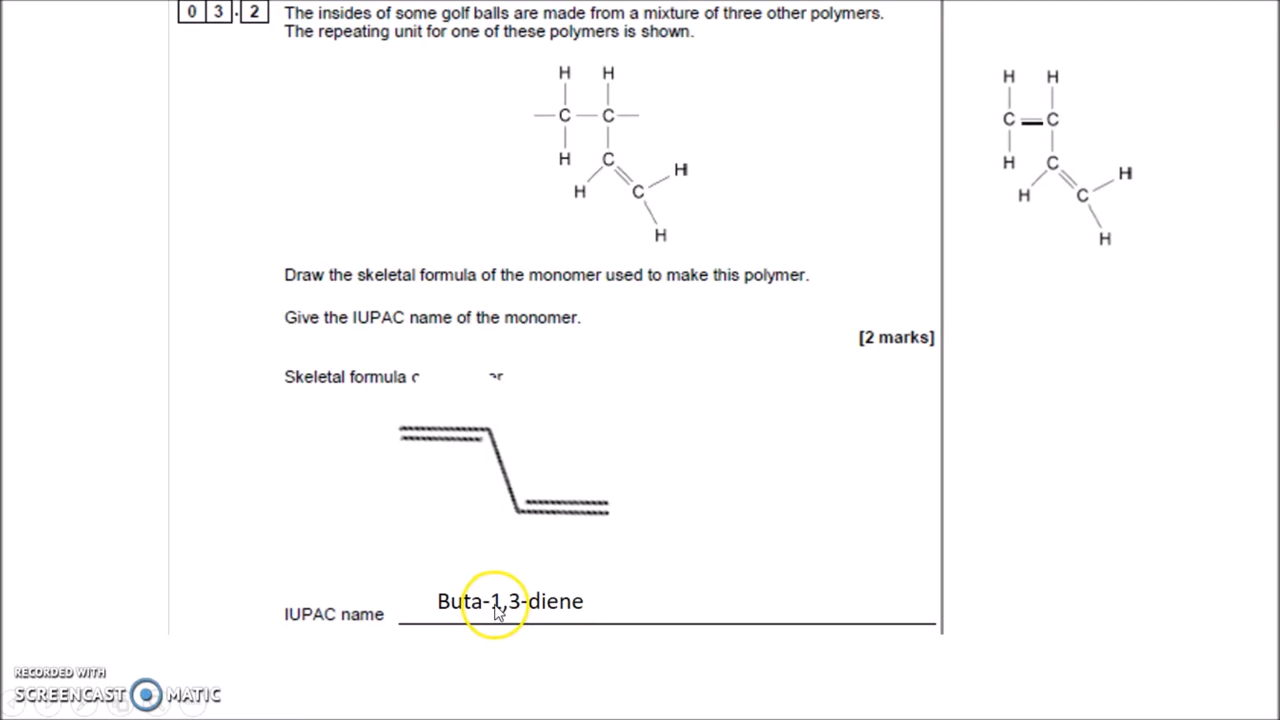 0 3 . 2 The insides of some golf balls are made from a mixture of three other polymers.
The repeating unit for one of these polymers is shown.
H H
C C
H C H
H C
H
H H
C C
H C H
H C
H
Draw the skeletal formula of the monomer used to make this polymer.
Give the IUPAC name of the monomer.
[2 marks]
Skeletal formula
Buta-1,3-diene
IUPAC name
RECORDED WITH
SCREENCAST MATIC